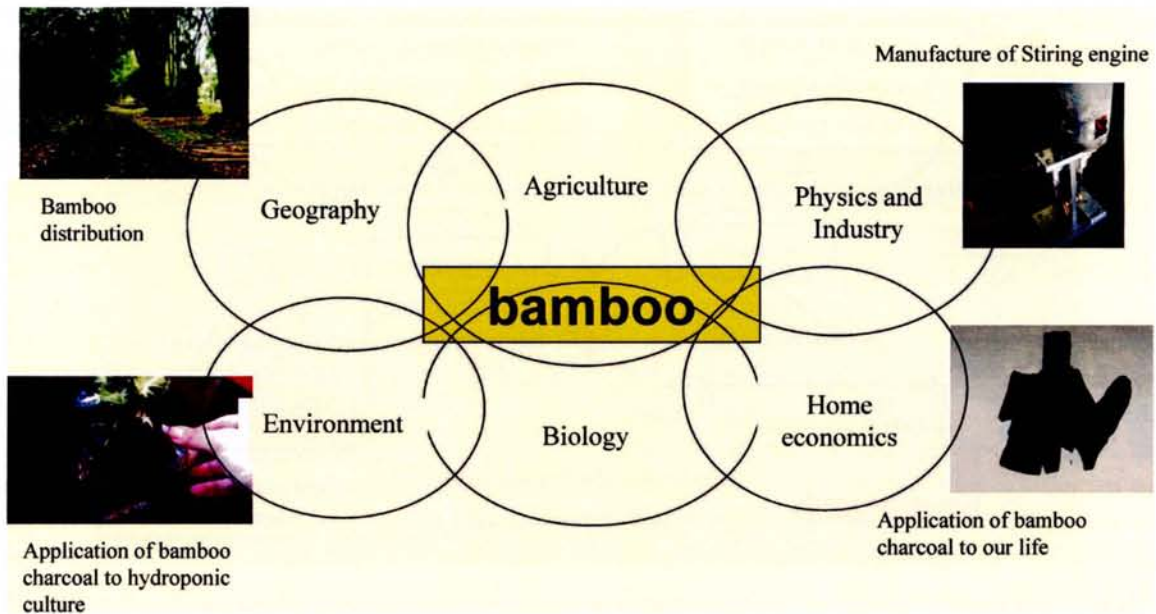 Manufacture of Stiring engine
Bamboo
distribution
Geography
Agriculture
Physics and
Industry
bamboo
Environment
Biology
Home
economics
Application of bamboo
charcoal to hydroponic
culture
Application of bamboo
charcoal to our life